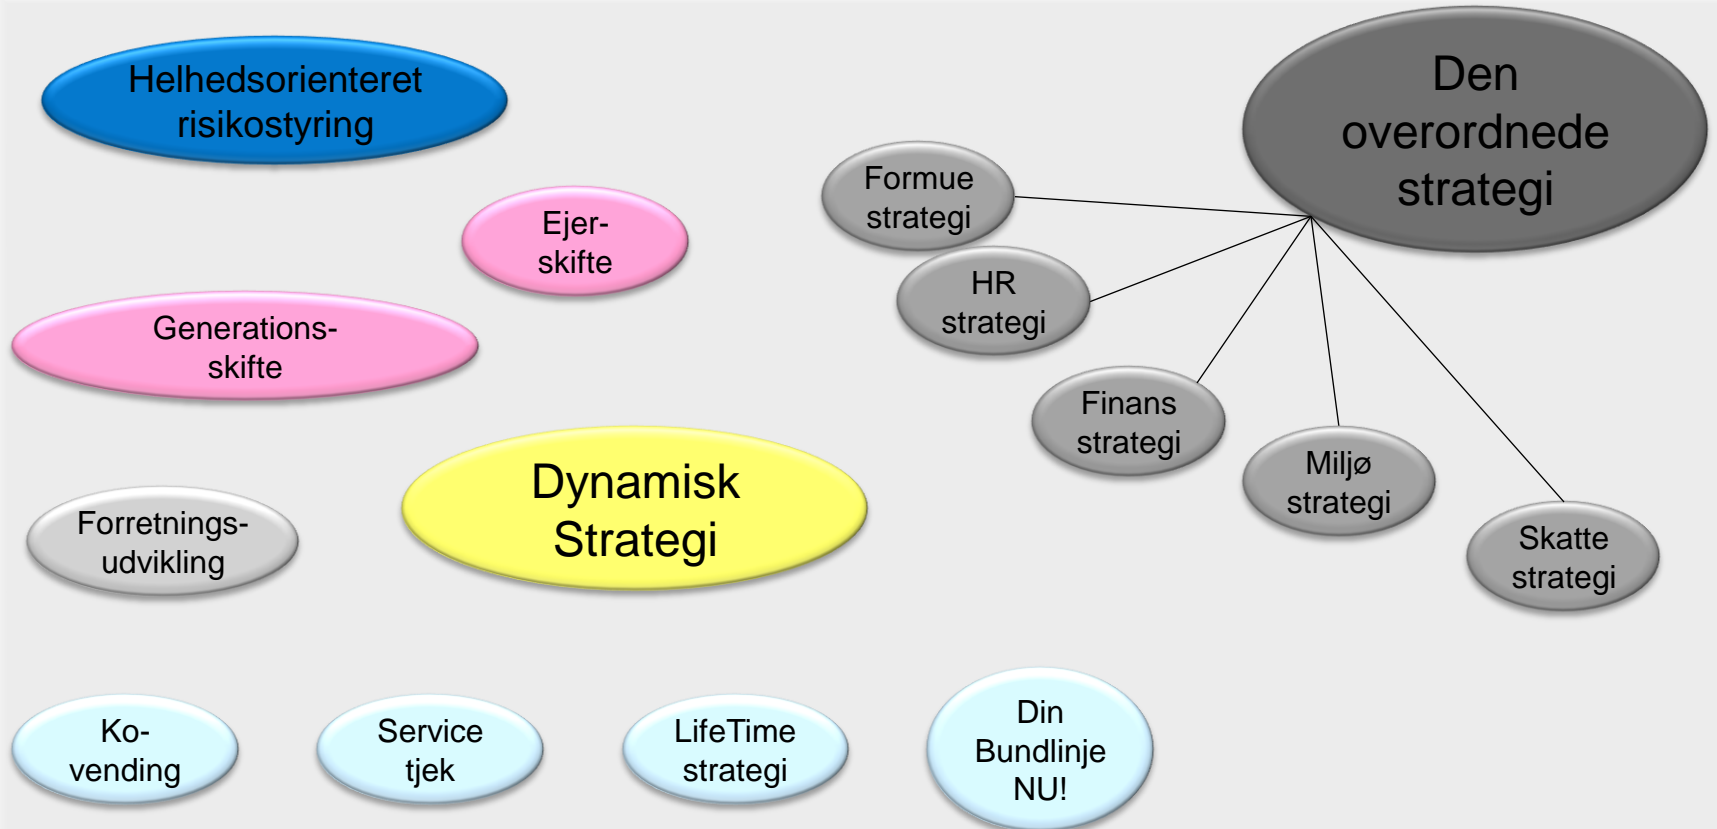 Helhedsorienteret
risikostyring
Den
overordnede
strategi
Formue
strategi
Ejer-
skifte
HR
strategi
Generations-
skifte
Finans
strategi
Dynamisk
Strategi
Miljø
strategi
Forretnings-
udvikling
Skatte
strategi
Ko-
vending
Service
tjek
LifeTime
strategi
Din
Bundlinje
NU!